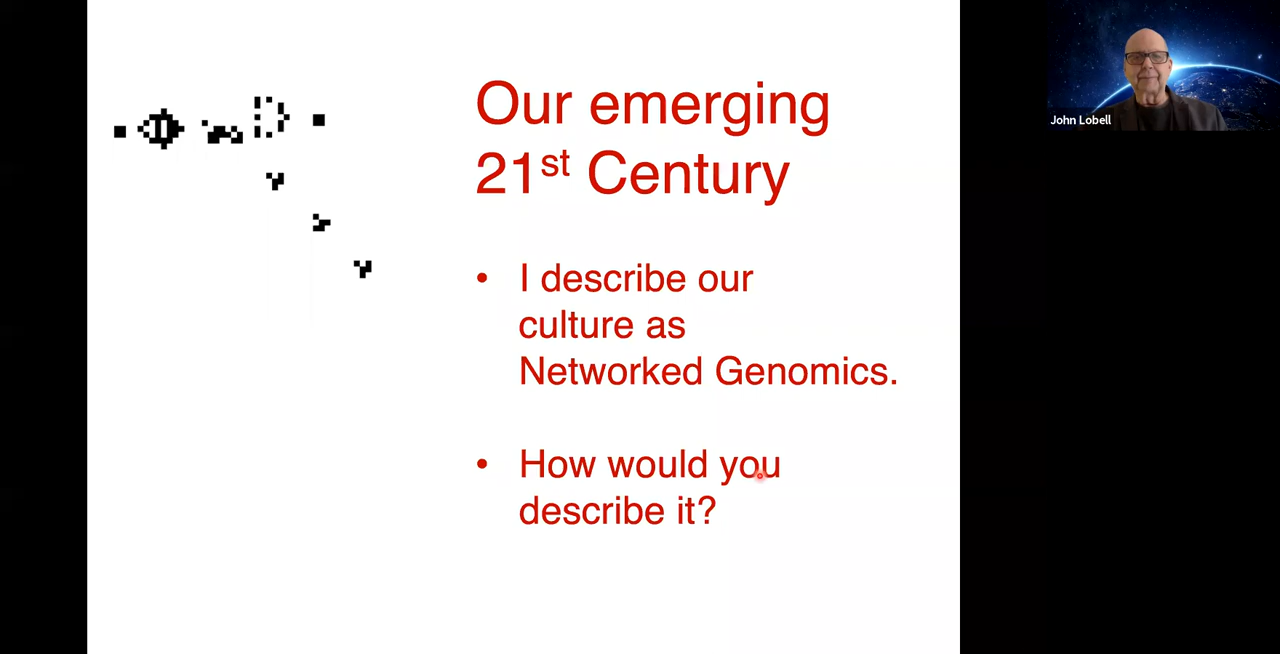 Our emerging
21st Century
• I describe our
culture as
Networked Genomics.
• How would you
describe it?
John Lobell